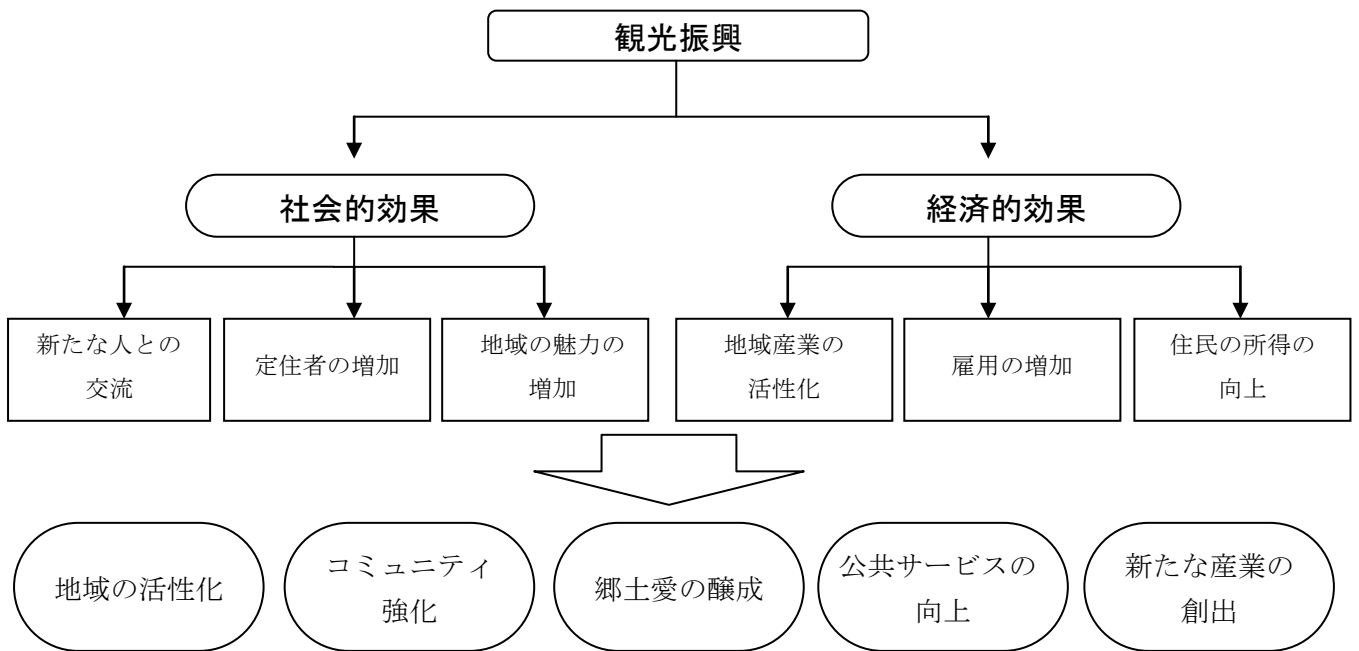 観光振興
社会的効果
経済的効果
新たな人との
交流
定住者の増加
地域の魅力の
増加
地域産業の
活性化
雇用の増加
住民の所得の
向上
地域の活性化
コミュニティ
強化
郷土愛の醸成
公共サービスの
向上
新たな産業の
創出